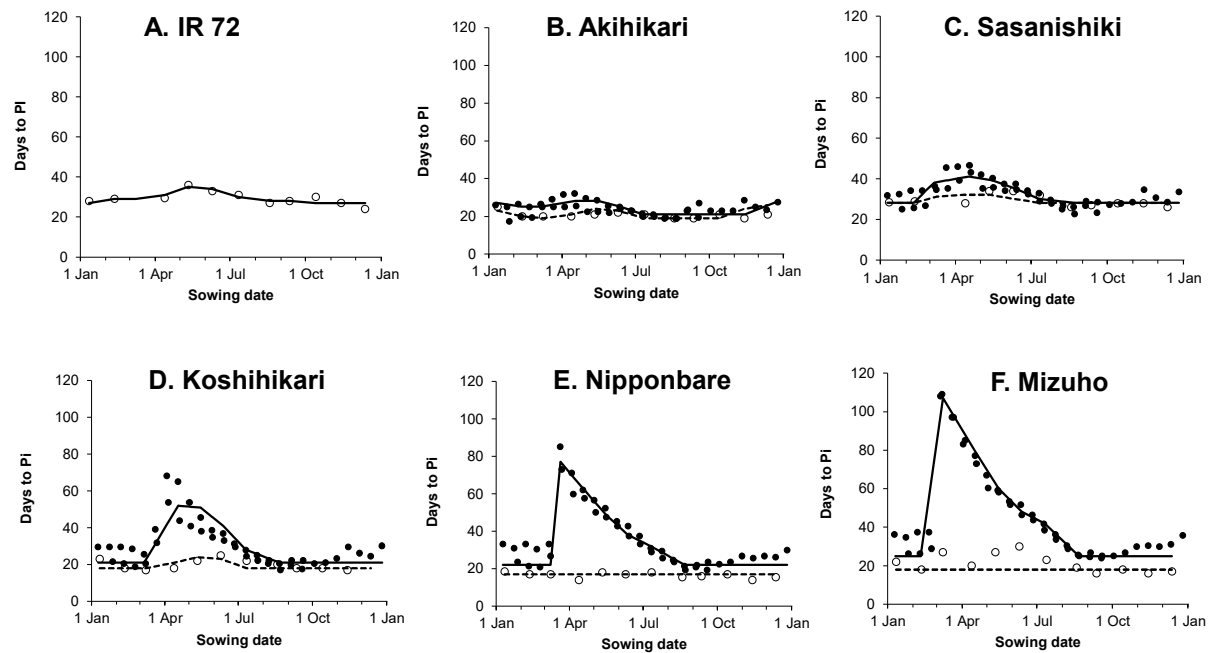 A. IR 72
120
100
80
60
40
20
0
Days to PI
1 Jan 1 Apr 1 Jul 1 Oct 1 Jan
Sowing date
B. Akihikari
120
100
80
60
40
20
0
Days to PI
1 Jan 1 Apr 1 Jul 1 Oct 1 Jan
Sowing date
C. Sasanishiki
120
100
80
60
40
20
0
Days to Pi
1 Jan 1 Apr 1 Jul 1 Oct 1 Jan
Sowing date
D. Koshihikari
120
100
80
60
40
20
0
Days to Pi
1 Jan 1 Apr 1 Jul 1 Oct 1 Jan
Sowing date
E. Nipponbare
120
100
80
60
40
20
0
Days to Pi
1 Jan 1 Apr 1 Jul 1 Oct 1 Jan
Sowing date
F. Mizuho
120
100
80
60
40
20
0
Days to Pi
1 Jan 1 Apr 1 Jul 1 Oct 1 Jan
Sowing date